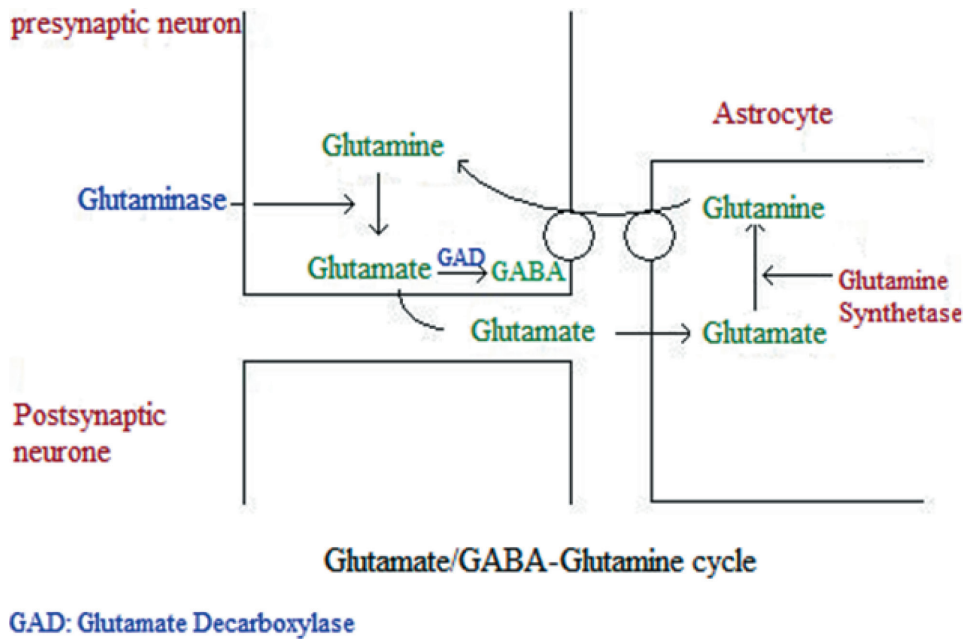 presynaptic neuron
Astrocyte
Glutamine
Glutaminase
Glutamine
Glutamate
GAD
GABA
Glutamine
Synthetase
Glutamate
Glutamate
Postsynaptic
neurone
Glutamate/GABA-Glutamine cycle
GAD: Glutamate Decarboxylase